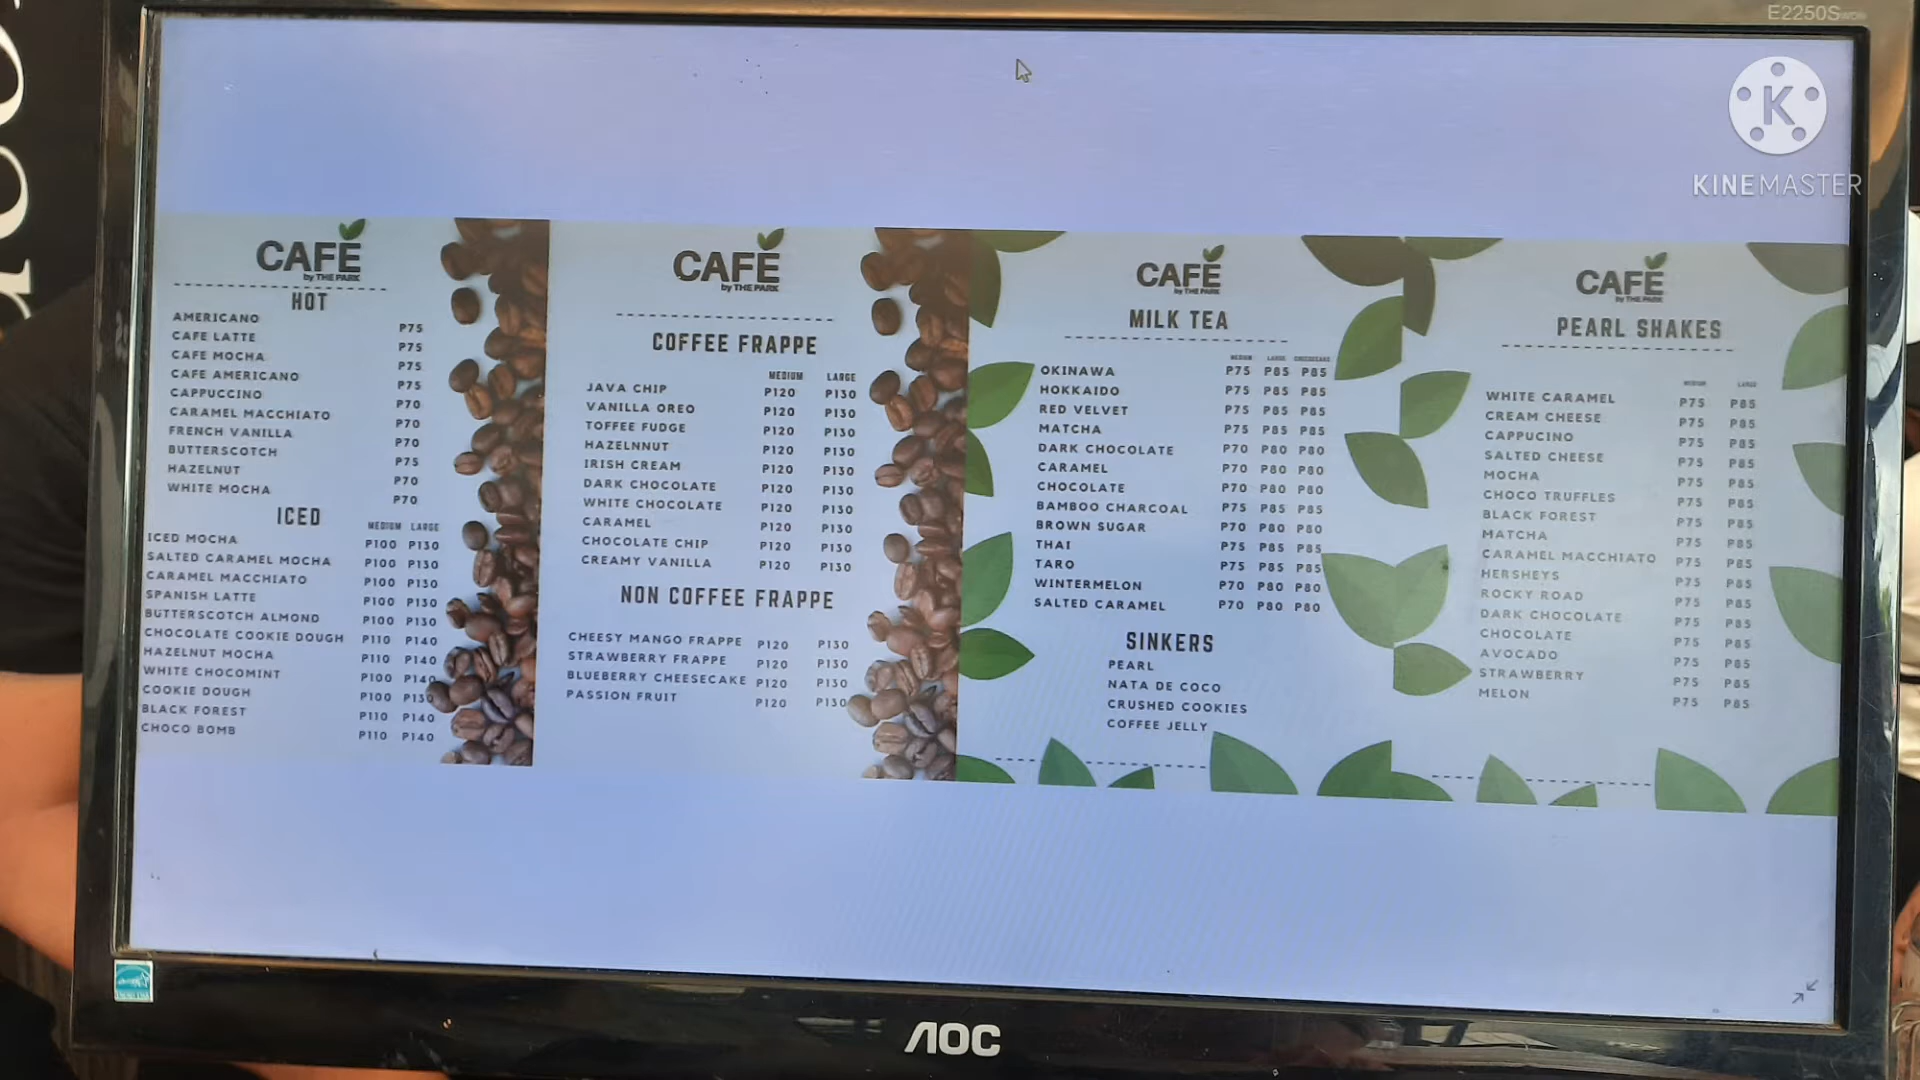 E2250Swdn
KINEMASTER
K
CAFÉ
by THE PARK
HOT
AMERICANO P75
CAFE LATTE P75
CAFE MOCHA P75
CAFE AMERICANO P75
CAPPUCCINO P70
CARAMEL MACCHIATO P70
FRENCH VANILLA P70
BUTTERSCOTCH P75
HAZELNUT P70
WHITE MOCHA P70
ICED
MEDIUM LARGE
ICED MOCHA P100 P130
SALTED CARAMEL MOCHA P100 P130
CARAMEL MACCHIATO P100 P130
SPANISH LATTE P100 P130
BUTTERSCOTCH ALMOND P100 P130
CHOCOLATE COOKIE DOUGH P110 P140
HAZELNUT MOCHA P110 P140
WHITE CHOCOMINT P100 P140
COOKIE DOUGH P100 P130
BLACK FOREST P110 P140
CHOCO BOMB P110 P140
CAFÉ
by THE PARK
COFFEE FRAPPE
MEDIUM LARGE
JAVA CHIP P120 P130
VANILLA OREO P120 P130
TOFFEE FUDGE P120 P130
HAZELNNUT P120 P130
IRISH CREAM P120 P130
DARK CHOCOLATE P120 P130
WHITE CHOCOLATE P120 P130
CARAMEL P120 P130
CHOCOLATE CHIP P120 P130
CREAMY VANILLA P120 P130
NON COFFEE FRAPPE
CHEESY MANGO FRAPPE P120 P130
STRAWBERRY FRAPPE P120 P130
BLUEBERRY CHEESECAKE P120 P130
PASSION FRUIT P120 P130
CAFÉ
by THE PARK
MILK TEA
MEDIUM LARGE CHEESECAKE
OKINAWA P75 P85 P85
HOKKAIDO P75 P85 P85
RED VELVET P75 P85 P85
MATCHA P75 P85 P85
DARK CHOCOLATE P70 P80 P80
CARAMEL P70 P80 P80
CHOCOLATE P70 P80 P80
BAMBOO CHARCOAL P75 P85 P85
BROWN SUGAR P70 P80 P80
THAI P75 P85 P85
TARO P75 P85 P85
WINTERMELON P70 P80 P80
SALTED CARAMEL P70 P80 P80
SINKERS
PEARL
NATA DE COCO
CRUSHED COOKIES
COFFEE JELLY
CAFÉ
by THE PARK
PEARL SHAKES
MEDIUM LARGE
WHITE CARAMEL P75 P85
CREAM CHEESE P75 P85
CAPPUCINO P75 P85
SALTED CHEESE P75 P85
MOCHA P75 P85
CHOCO TRUFFLES P75 P85
BLACK FOREST P75 P85
MATCHA P75 P85
CARAMEL MACCHIATO P75 P85
HERSHEYS P75 P85
ROCKY ROAD P75 P85
DARK CHOCOLATE P75 P85
CHOCOLATE P75 P85
AVOCADO P75 P85
STRAWBERRY P75 P85
MELON P75 P85
AOC